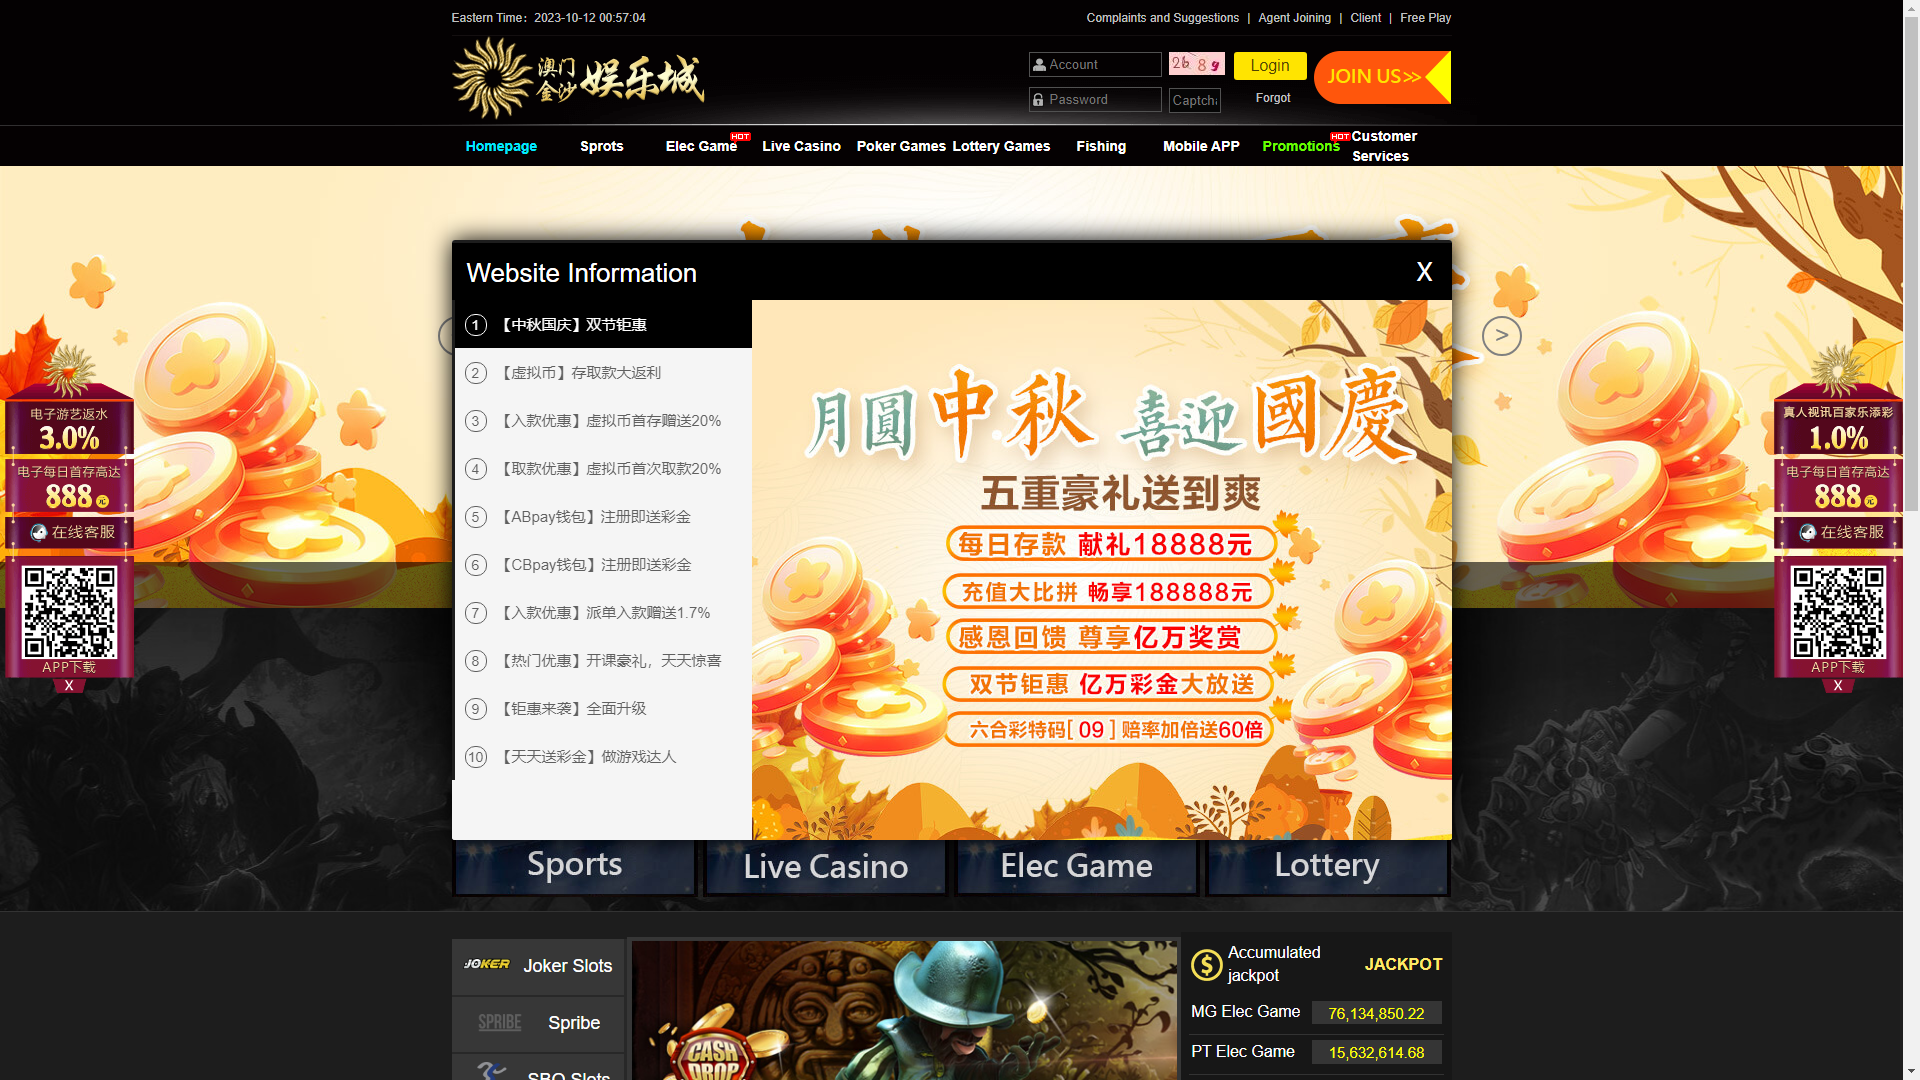 Eastern Time：2023-10-12 00:57:04
Complaints and Suggestions | Agent Joining | Client | Free Play
澳门
金沙
娱乐城
Account
Login
JOIN US>>
Password
Captcha
Forgot
Homepage
Sprots
Elec Game
HOT
Live Casino
Poker Games
Lottery Games
Fishing
Mobile APP
Promotions
HOT
Customer
Services
Website Information
X
1 【中秋国庆】双节钜惠
2 【虚拟币】存取款大返利
3 【入款优惠】虚拟币首存赠送20%
4 【取款优惠】虚拟币首次取款20%
5 【ABpay钱包】注册即送彩金
6 【CBpay钱包】注册即送彩金
7 【入款优惠】派单入款赠送1.7%
8 【热门优惠】开课豪礼，天天惊喜
9 【钜惠来袭】全面升级
10 【天天送彩金】做游戏达人
月圓中秋 喜迎國慶
五重豪礼送到爽
每日存款 献礼18888元
充值大比拼 畅享188888元
感恩回馈 尊享亿万奖赏
双节钜惠 亿万彩金大放送
六合彩特码[ 09 ] 赔率加倍送60倍
>
电子游艺返水
3.0%
电子每日首存高达
888元
在线客服
APP下载
X
真人视讯百家乐添彩
1.0%
电子每日首存高达
888元
在线客服
APP下载
X
Sports
Live Casino
Elec Game
Lottery
JOKER
Joker Slots
SPRIBE
Spribe
SBO Slots
CASH
DROP
Accumulated
jackpot
JACKPOT
MG Elec Game
76,134,850.22
PT Elec Game
15,632,614.68